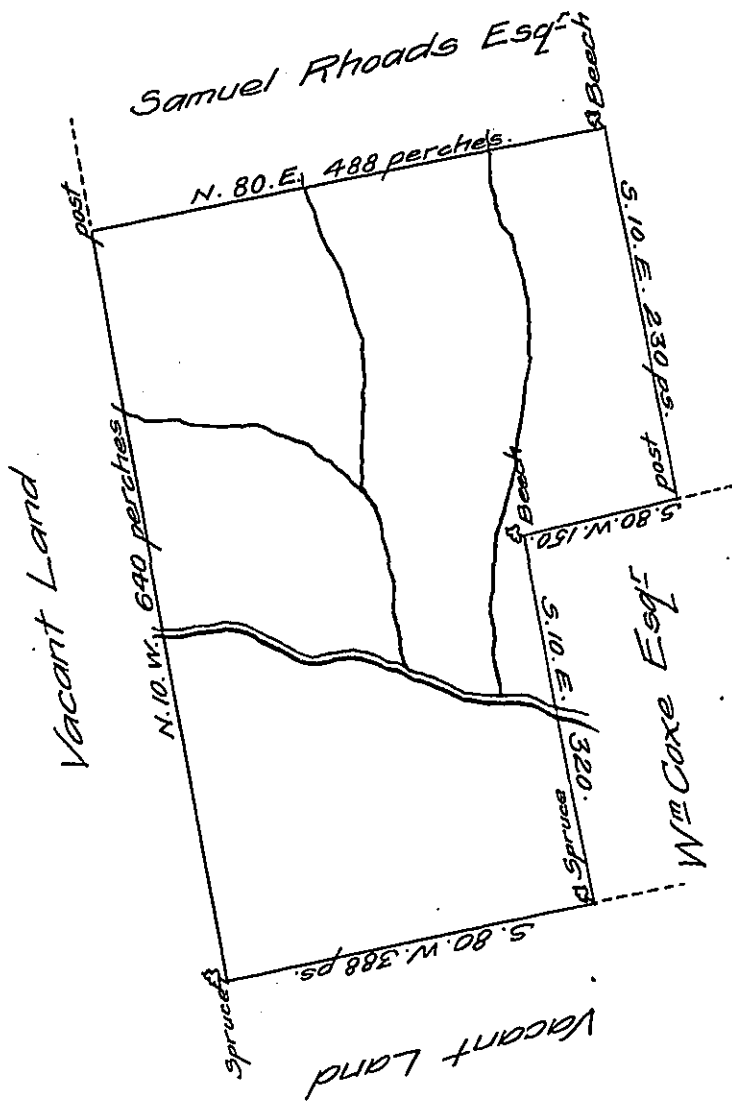 Samuel Rhoads Esqr
post
N. 80. E. 488 perches.
Beech
S. 10. E. 230 ps.
post
S. 80. W. 150.
Beech
S. 10. E. 320.
Wm Coxe Esqr
Spruce
S. 80. W. 388 ps.
Vacant Land
Spruce
N. 10. W. 640 perches
Vacant Land